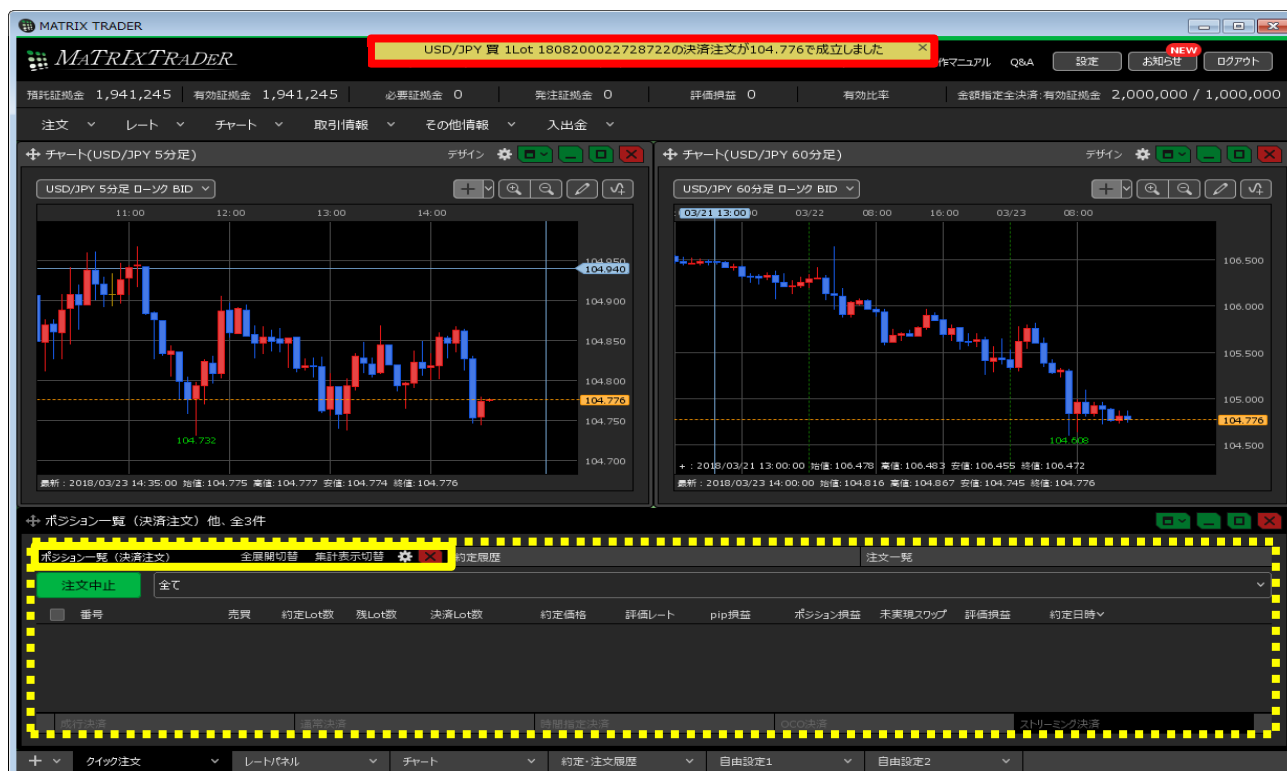 MATRIX TRADER
USD/JPY 買 1Lot 1808200022728722の決済注文が104.776で成立しました ×
MATRIXTRADER
作マニュアル Q&A 設定 お知らせ NEW ログアウト
預託証拠金 1,941,245 有効証拠金 1,941,245 必要証拠金 0 発注証拠金 0 評価損益 0 有効比率 金額指定全決済:有効証拠金 2,000,000 / 1,000,000
注文 レート チャート 取引情報 その他情報 入出金
チャート(USD/JPY 5分足) デザイン
USD/JPY 5分足 ローソク BID
11:00 12:00 13:00 14:00
104.950
104.940
104.900
104.850
104.800
104.776
104.750
104.732
104.700
最新 : 2018/03/23 14:35:00 始値:104.775 高値:104.777 安値:104.774 終値:104.776
チャート(USD/JPY 60分足) デザイン
USD/JPY 60分足 ローソク BID
03/21 13:00 03/22 08:00 16:00 03/23 08:00
106.500
106.000
105.500
105.000
104.776
104.608
104.500
+ : 2018/03/21 13:00:00 始値:106.478 高値:106.483 安値:106.455 終値:106.472
最新 : 2018/03/23 14:00:00 始値:104.816 高値:104.867 安値:104.745 終値:104.776
ポジション一覧（決済注文）他、全3件
ポジション一覧（決済注文） 全展開切替 集計表示切替 約定履歴 注文一覧
注文中止 全て
番号 売買 約定Lot数 残Lot数 決済Lot数 約定価格 評価レート pip損益 ポジション損益 未実現スワップ 評価損益 約定日時
成行決済 通常決済 時間指定決済 OCO決済 ストリーミング決済
+ クイック注文 レートパネル チャート 約定・注文履歴 自由設定1 自由設定2